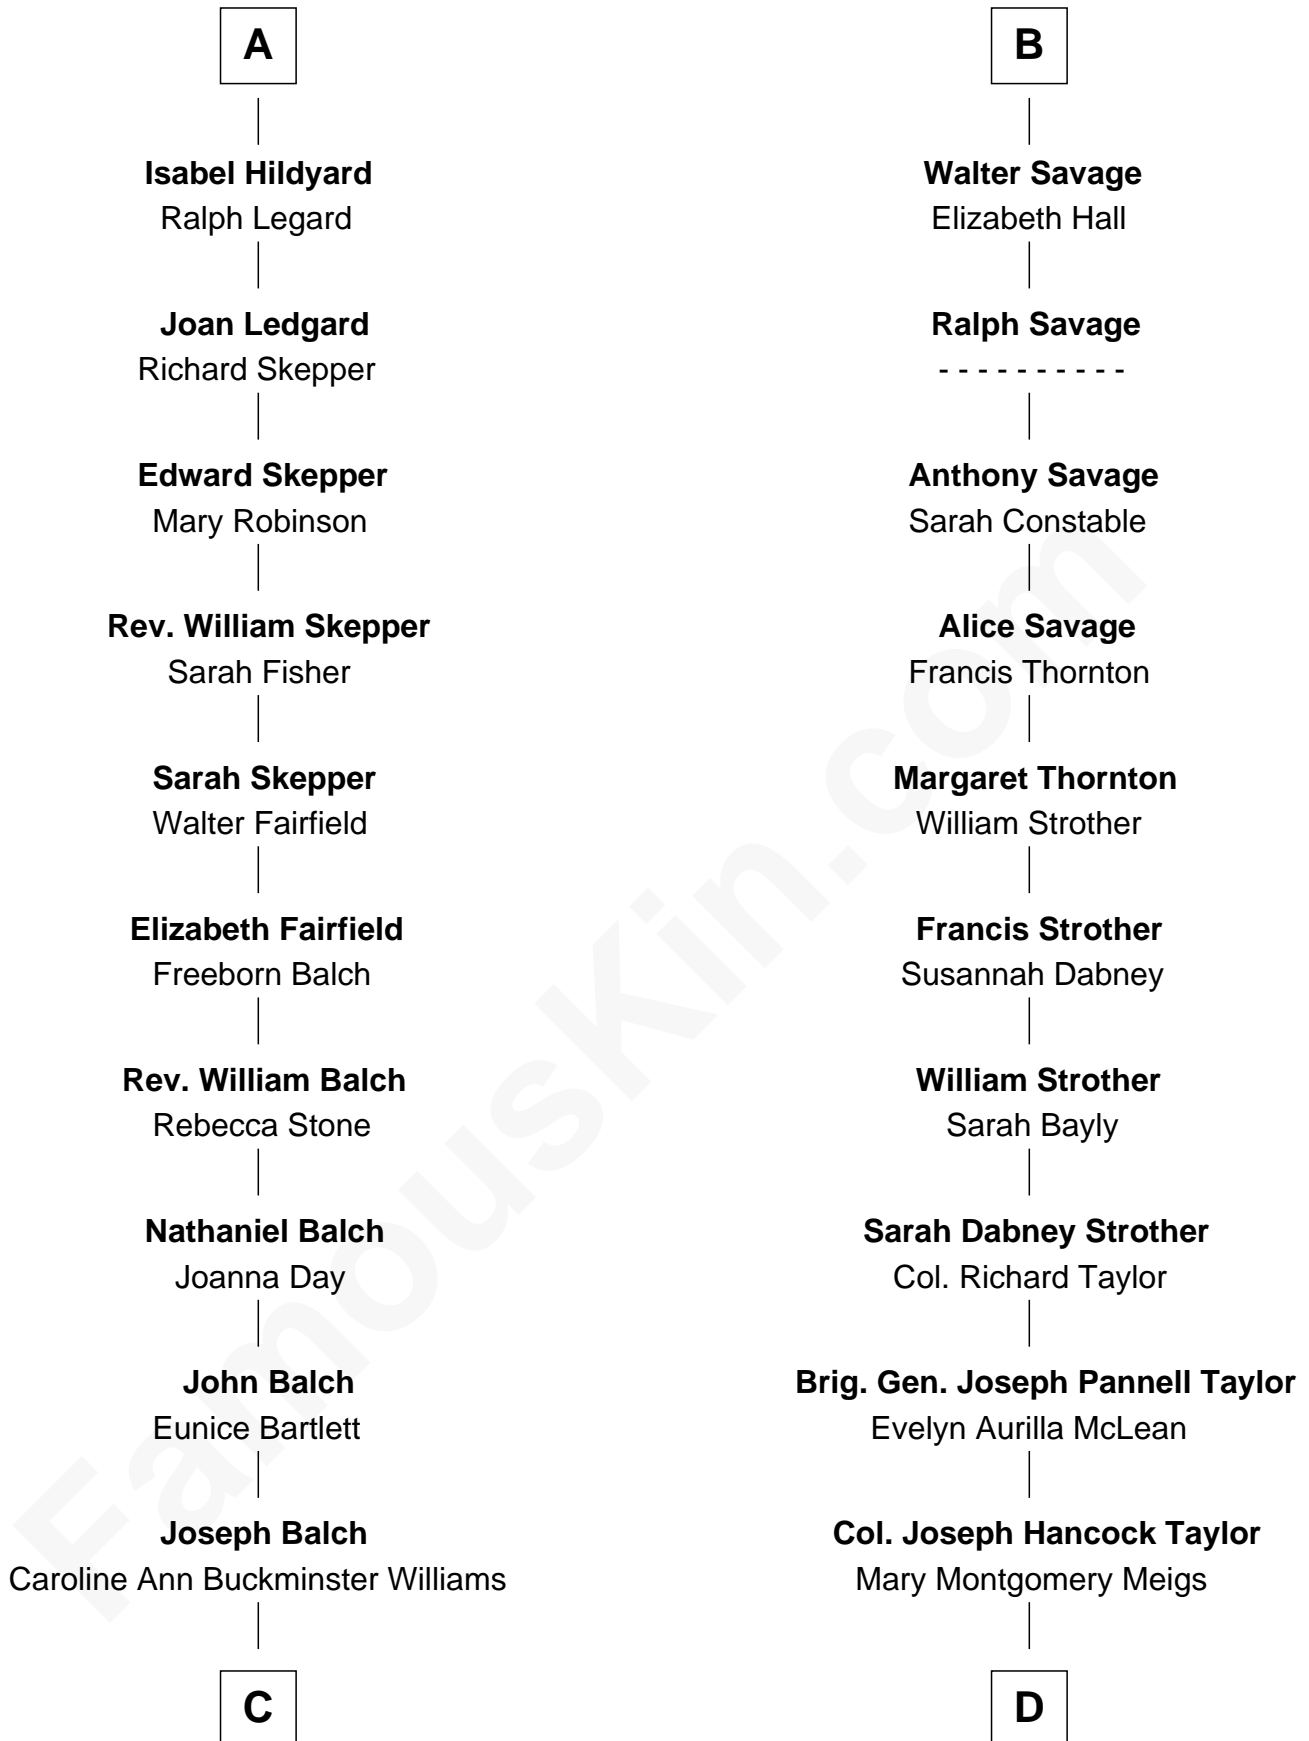 A
Isabel Hildyard
Ralph Legard
Joan Ledgard
Richard Skepper
Edward Skepper
Mary Robinson
Rev. William Skepper
Sarah Fisher
Sarah Skepper
Walter Fairfield
Elizabeth Fairfield
Freeborn Balch
Rev. William Balch
Rebecca Stone
Nathaniel Balch
Joanna Day
John Balch
Eunice Bartlett
Joseph Balch
Caroline Ann Buckminster Williams
C
B
Walter Savage
Elizabeth Hall
Ralph Savage
- - - - - - - - - -
Anthony Savage
Sarah Constable
Alice Savage
Francis Thornton
Margaret Thornton
William Strother
Francis Strother
Susannah Dabney
William Strother
Sarah Bayly
Sarah Dabney Strother
Col. Richard Taylor
Brig. Gen. Joseph Pannell Taylor
Evelyn Aurilla McLean
Col. Joseph Hancock Taylor
Mary Montgomery Meigs
D
FamousKin.com